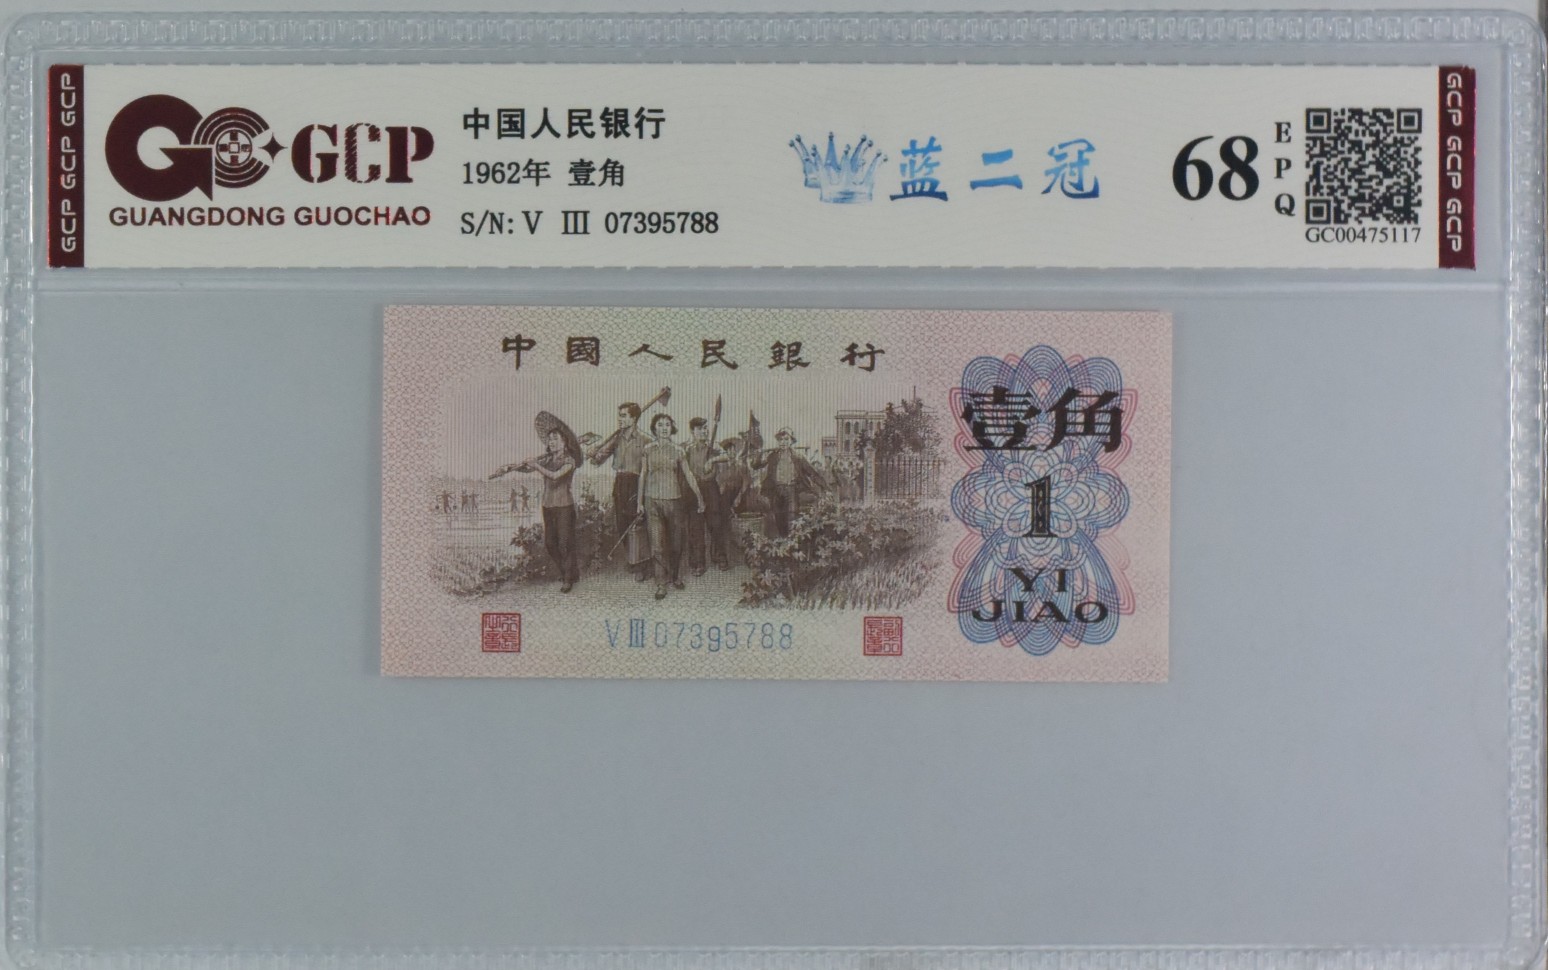 GCP GCP GCP
GCP
GUANGDONG GUOCHAO
中国人民银行
1962年 壹角
S/N: V Ⅲ 07395788
蓝二冠
68
EPQ
GC00475117
GCP GCP GCP
中國人民銀行
壹角
1
YI
JIAO
VⅢ07395788